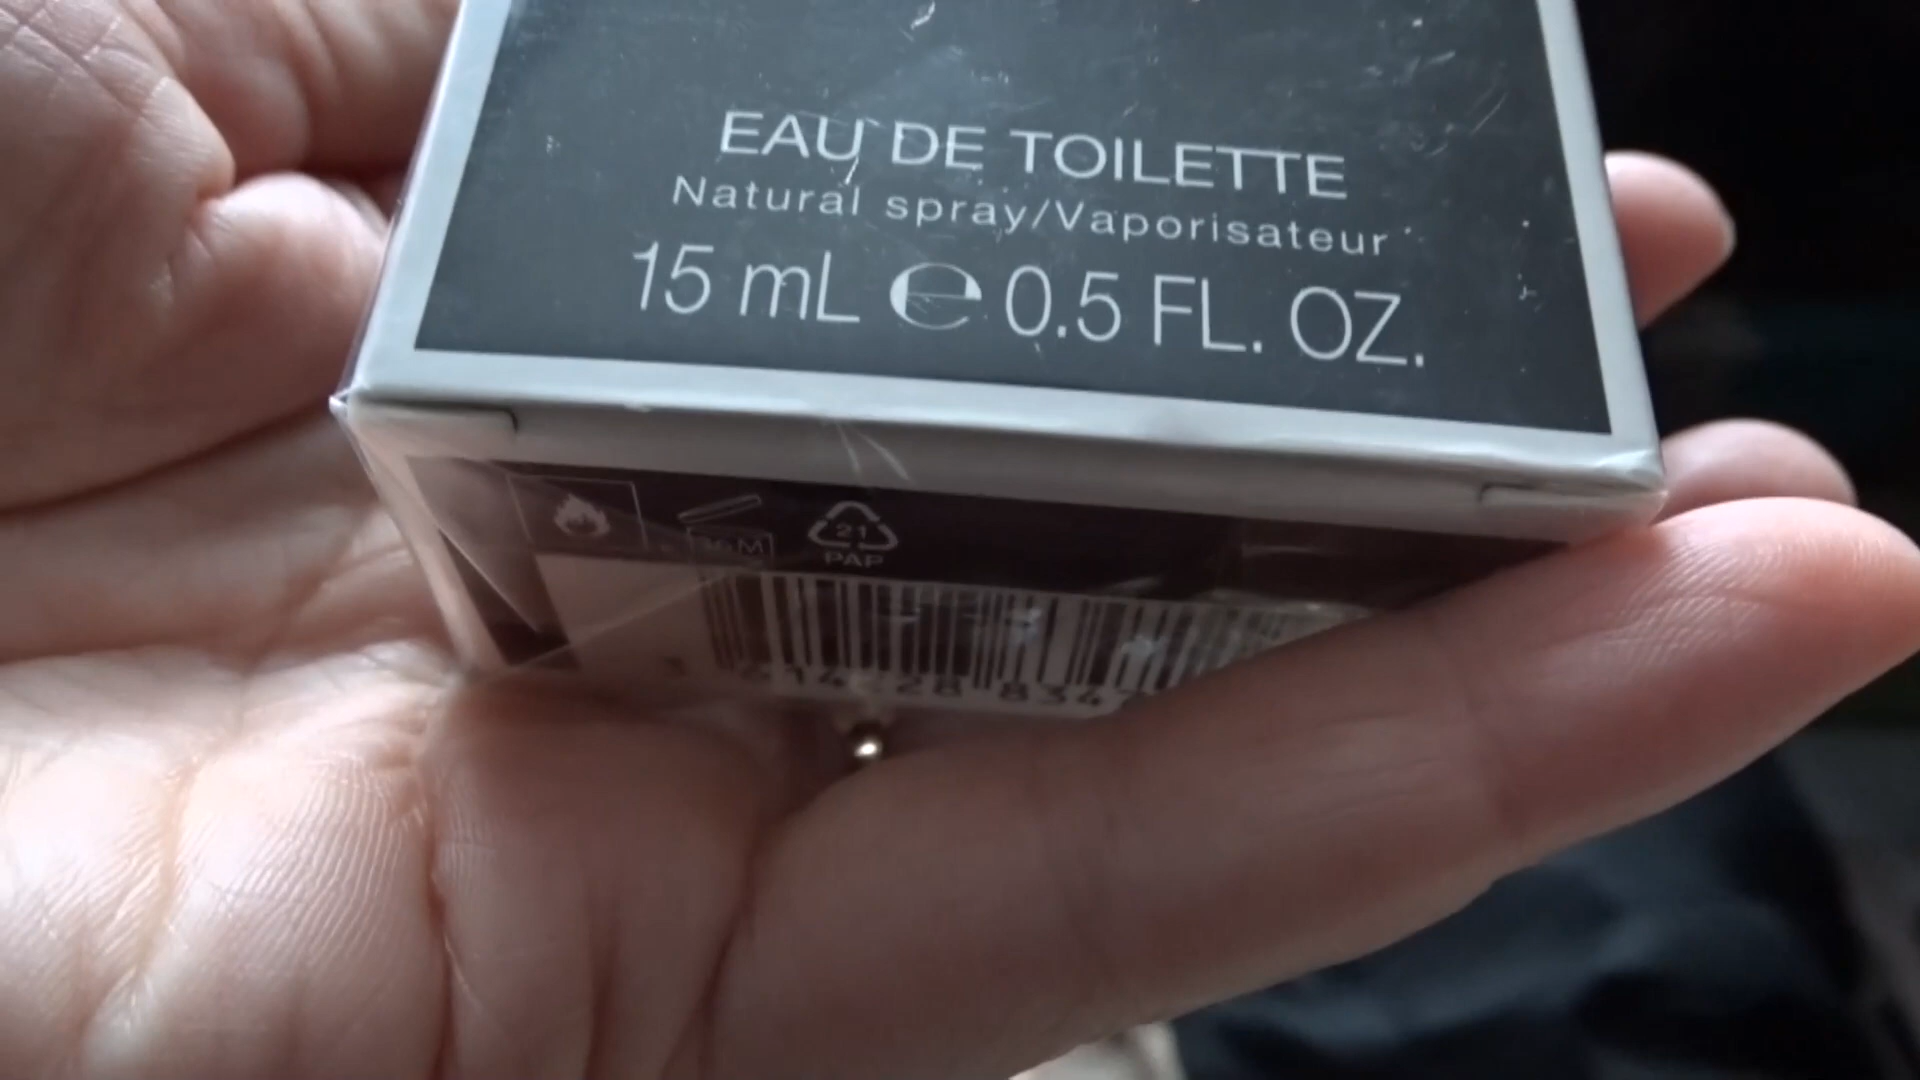 EAU DE TOILETTE
Natural spray/Vaporisateur
15 mL ℮ 0.5 FL. OZ.
21
PAP